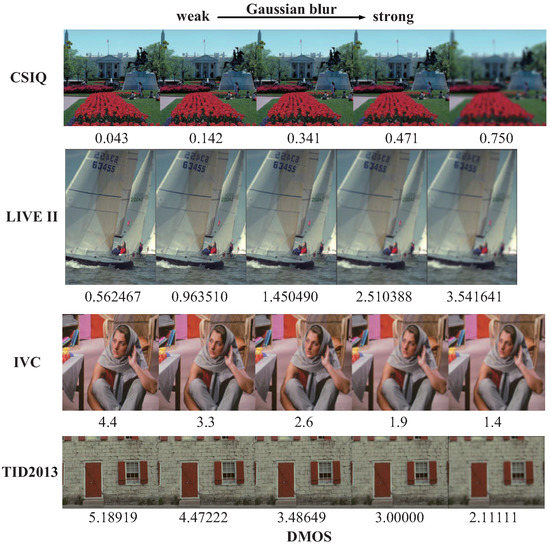 Gaussian blur
weak strong
CSIQ
0.043 0.142 0.341 0.471 0.750
63455
LIVE II
0.562467 0.963510 1.450490 2.510388 3.541641
IVC
4.4 3.3 2.6 1.9 1.4
TID2013
5.18919 4.47222 3.48649 3.00000 2.11111
DMOS